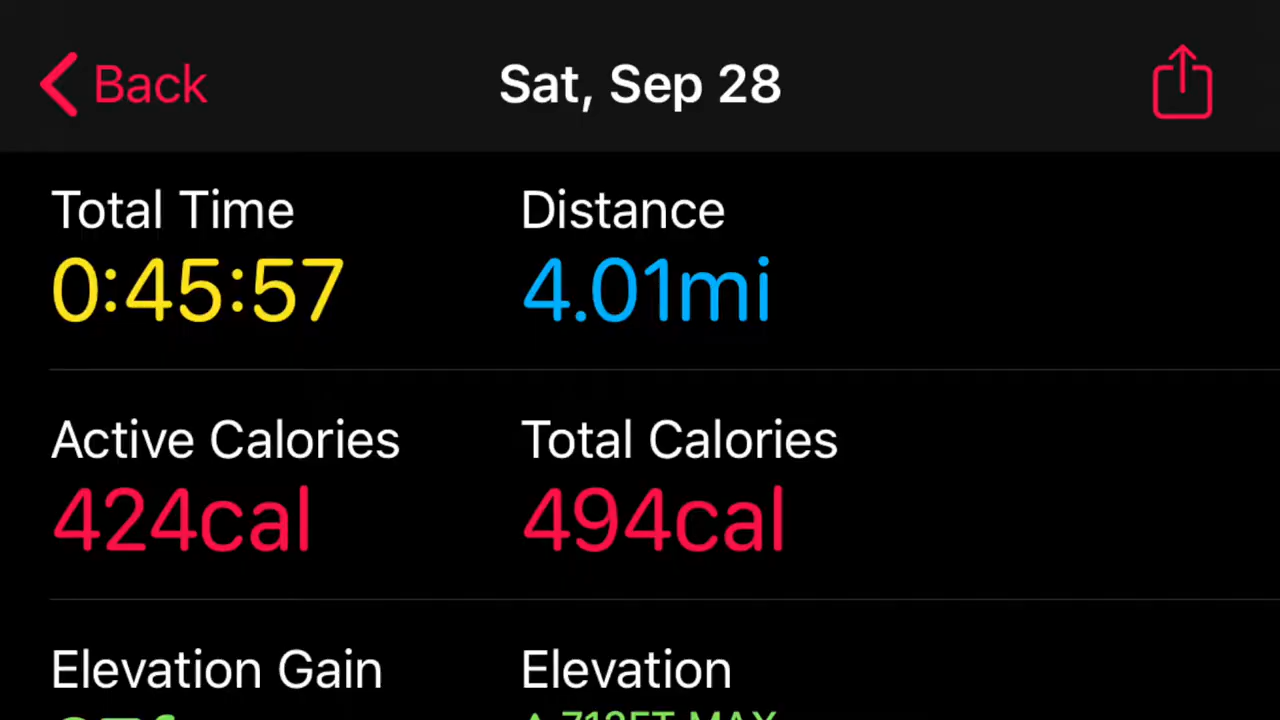 Back
Sat, Sep 28
Total Time Distance
0:45:57 4.01mi
Active Calories Total Calories
424cal 494cal
Elevation Gain Elevation
MAX